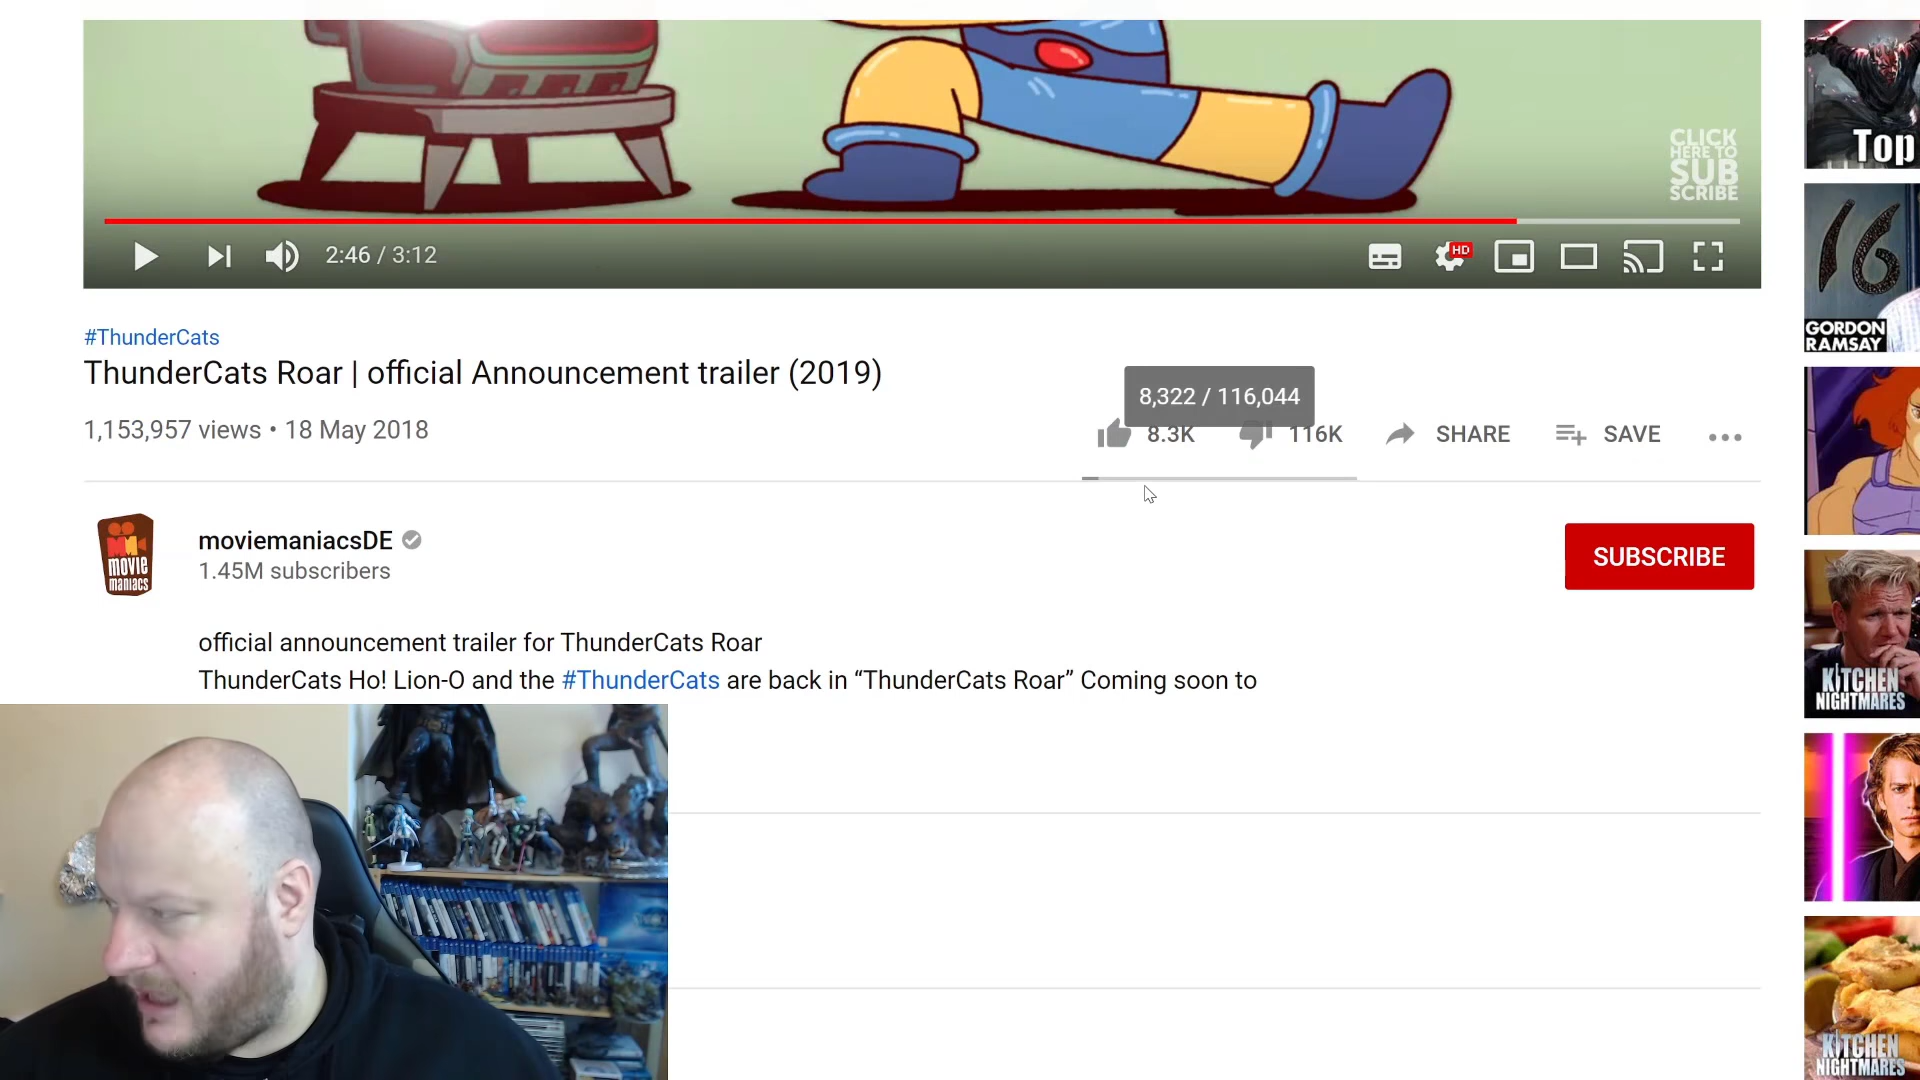 CLICK
HERE TO
SUB
SCRIBE
2:46 / 3:12
HD
#ThunderCats
ThunderCats Roar | official Announcement trailer (2019)
8,322 / 116,044
1,153,957 views • 18 May 2018
8.3K
116K
SHARE
SAVE
movie
maniacs
moviemaniacsDE
1.45M subscribers
SUBSCRIBE
official announcement trailer for ThunderCats Roar
ThunderCats Ho! Lion-O and the #ThunderCats are back in “ThunderCats Roar” Coming soon to
Top
16
GORDON
RAMSAY
KITCHEN
NIGHTMARES
KITCHEN
NIGHTMARES